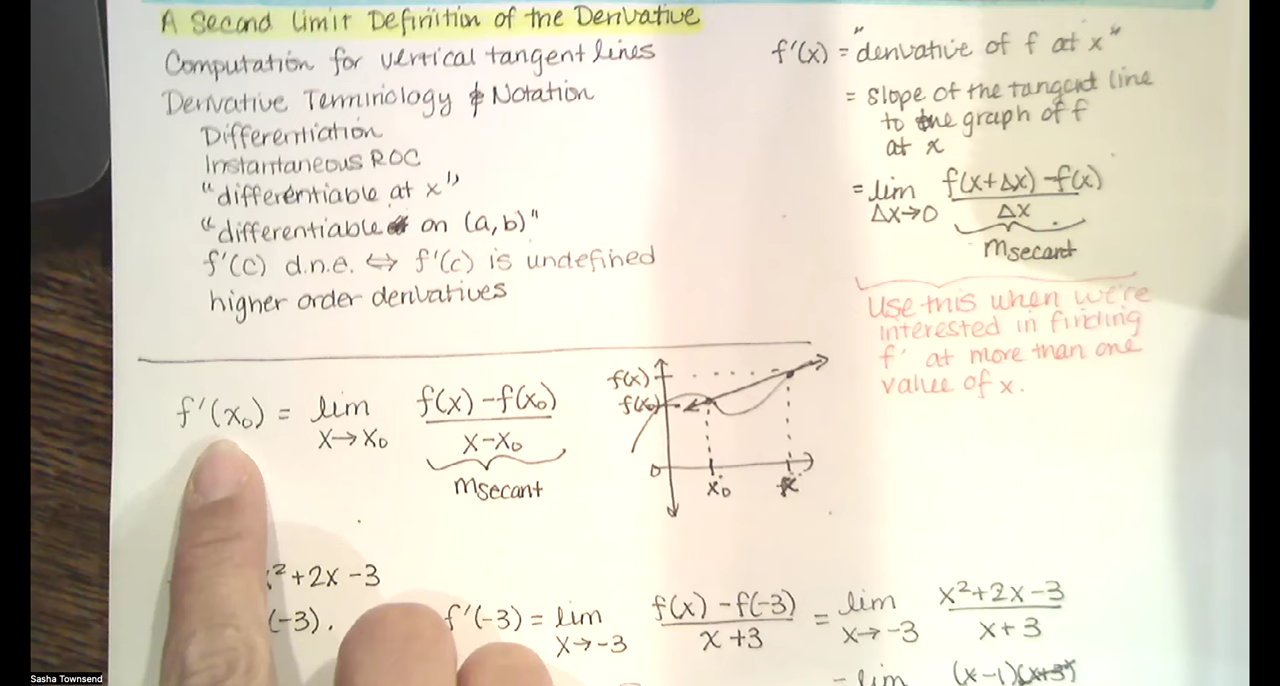 A Second Limit Definition of the Derivative
Computation for vertical tangent lines
Derivative Terminology & Notation
Differentiation
Instantaneous ROC
"differentiable at x"
"differentiable on (a,b)"
f'(c) d.n.e. ⇔ f'(c) is undefined
higher order derivatives
f'(x) = "derivative of f at x"
= slope of the tangent line
to the graph of f
at x
= lim f(x+Δx) - f(x)
Δx→0 Δx
msecant
Use this when we're
interested in finding
f' at more than one
value of x.
f'(x₀) = lim f(x) - f(x₀)
x→x₀ x - x₀
msecant
f(x)
f(x₀)
0
x₀ x
² + 2x - 3
(-3).
f'(-3) = lim f(x) - f(-3) = lim x² + 2x - 3
x→-3 x + 3 x→-3 x + 3
= lim (x-1)(x+3)
Sasha Townsend